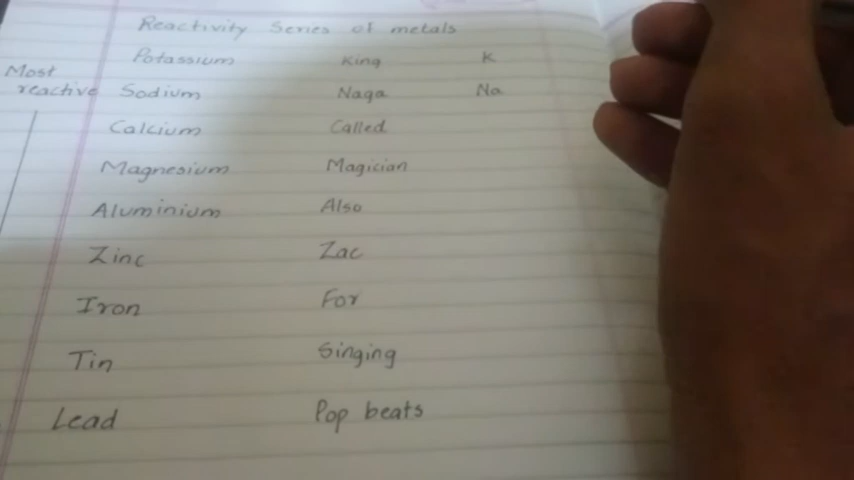 Reactivity Series of metals
Potassium King K
Most reactive
Sodium Naga Na
Calcium Called
Magnesium Magician
Aluminium Also
Zinc Zac
Iron For
Tin Singing
Lead Pop beats